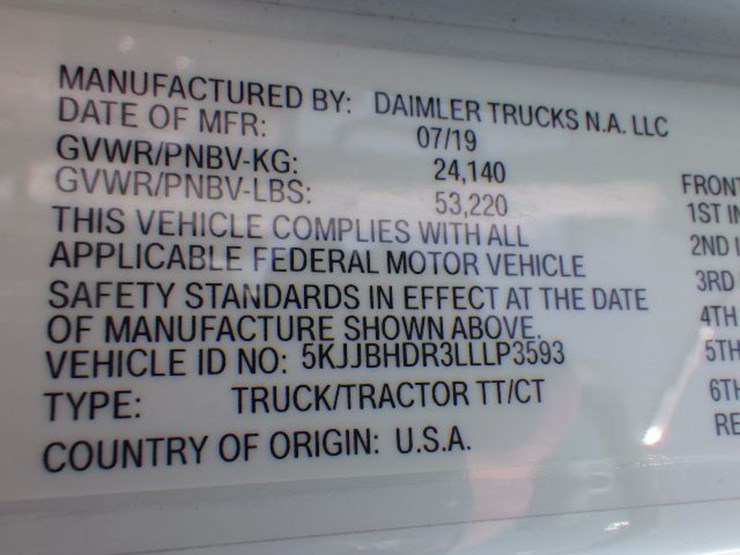 MANUFACTURED BY: DAIMLER TRUCKS N.A. LLC
DATE OF MFR: 07/19
GVWR/PNBV-KG: 24,140
GVWR/PNBV-LBS: 53,220
THIS VEHICLE COMPLIES WITH ALL
APPLICABLE FEDERAL MOTOR VEHICLE
SAFETY STANDARDS IN EFFECT AT THE DATE
OF MANUFACTURE SHOWN ABOVE.
VEHICLE ID NO: 5KJJBHDR3LLLP3593
TYPE: TRUCK/TRACTOR TT/CT
COUNTRY OF ORIGIN: U.S.A.
FRONT
1ST IN
2ND
3RD
4TH
5TH
6TH
RE